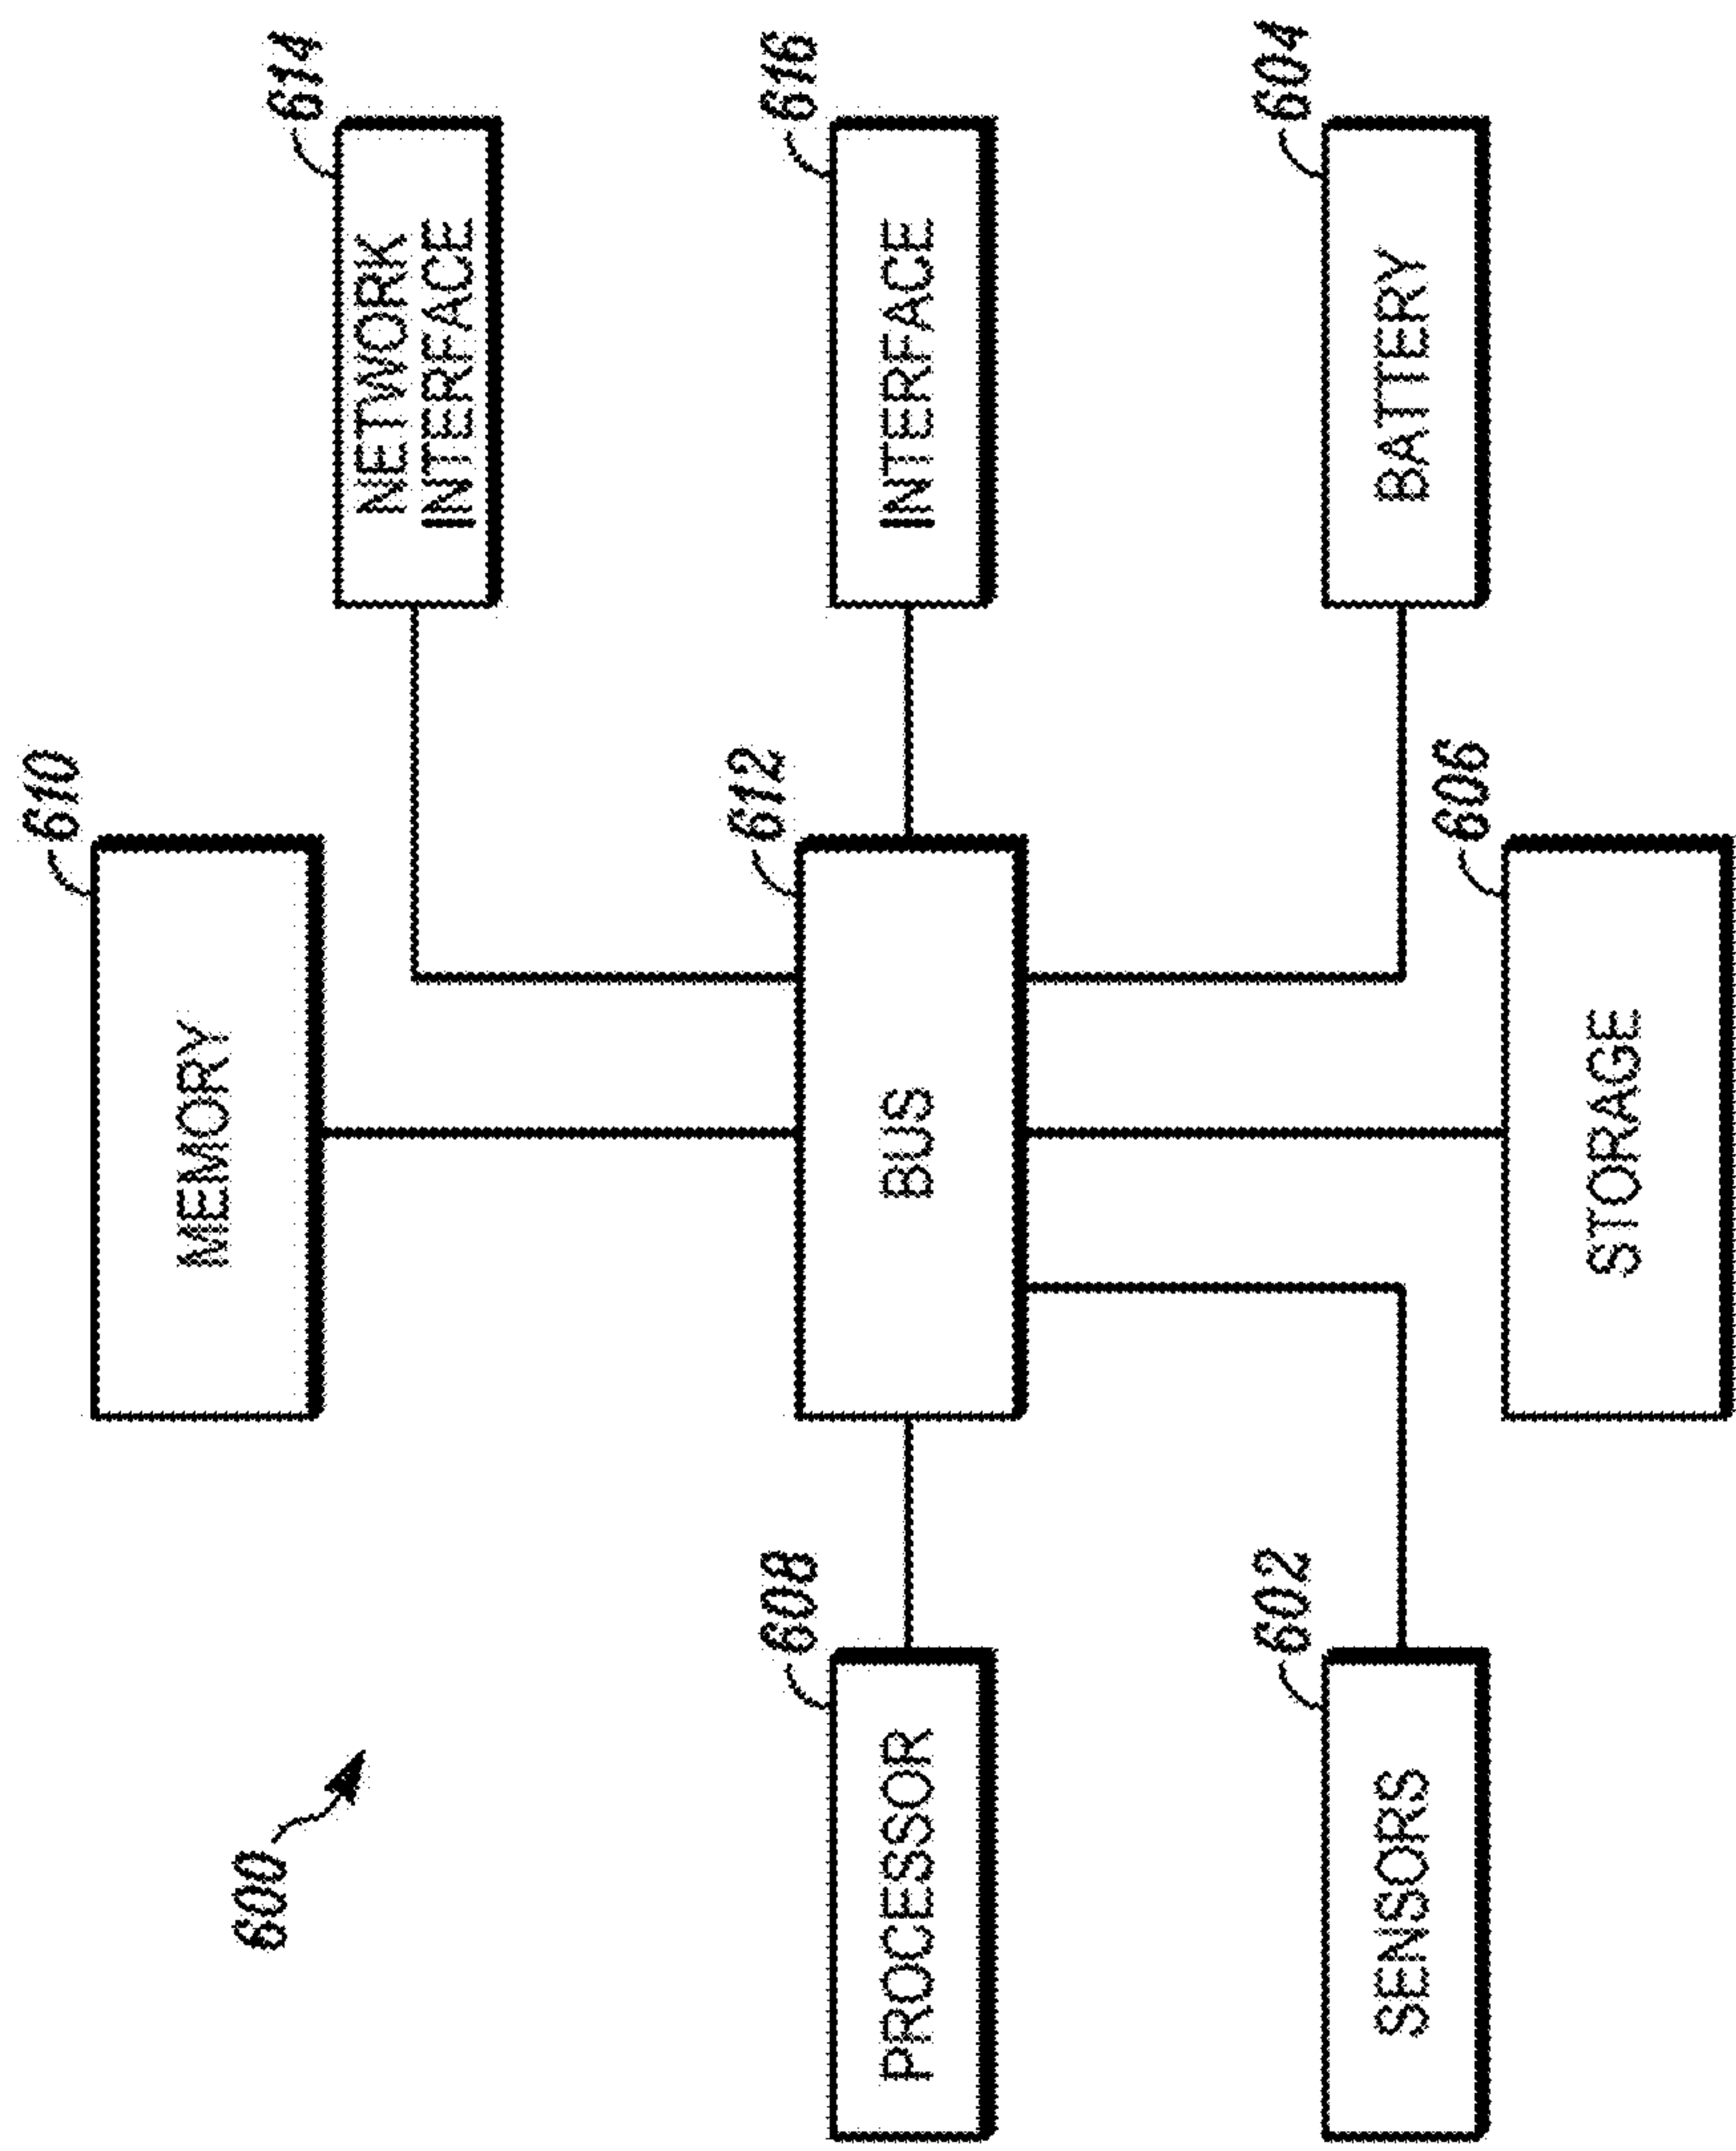 600
610
MEMORY
614
NETWORK
INTERFACE
608
PROCESSOR
612
BUS
616
INTERFACE
602
SENSORS
606
STORAGE
604
BATTERY